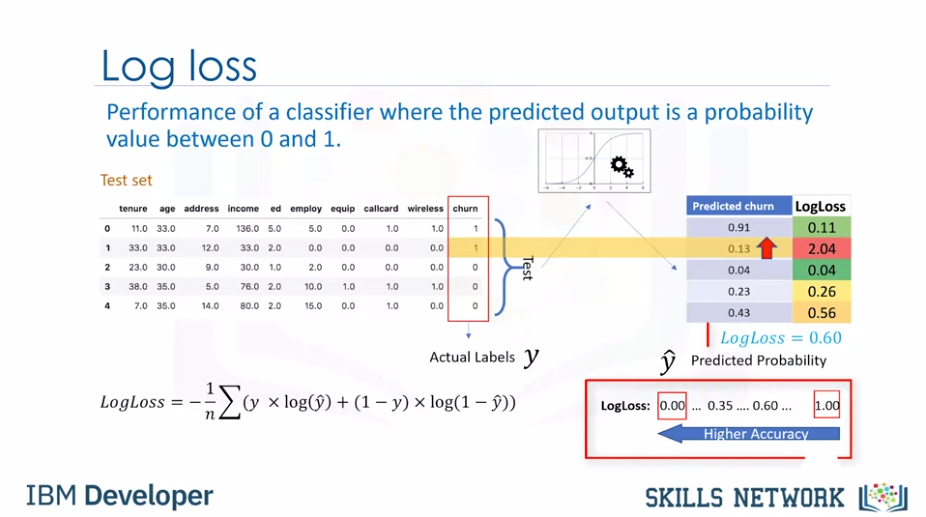 Log loss
Performance of a classifier where the predicted output is a probability
value between 0 and 1.
Test set
tenure age address income ed employ equip callcard wireless churn
0 11.0 33.0 7.0 136.0 5.0 5.0 0.0 1.0 1.0 1
1 33.0 33.0 12.0 33.0 2.0 0.0 0.0 0.0 0.0 1
2 23.0 30.0 9.0 30.0 1.0 2.0 0.0 0.0 0.0 0
3 38.0 35.0 5.0 76.0 2.0 10.0 1.0 1.0 1.0 0
4 7.0 35.0 14.0 80.0 2.0 15.0 0.0 1.0 0.0 0
Test
Predicted churn LogLoss
0.91 0.11
0.13 2.04
0.04 0.04
0.23 0.26
0.43 0.56
LogLoss = 0.60
Actual Labels y
ŷ Predicted Probability
LogLoss = −1/n ∑(y × log(ŷ) + (1 − y) × log(1 − ŷ))
LogLoss: 0.00 ... 0.35 .... 0.60 ... 1.00
Higher Accuracy
IBM Developer
SKILLS NETWORK